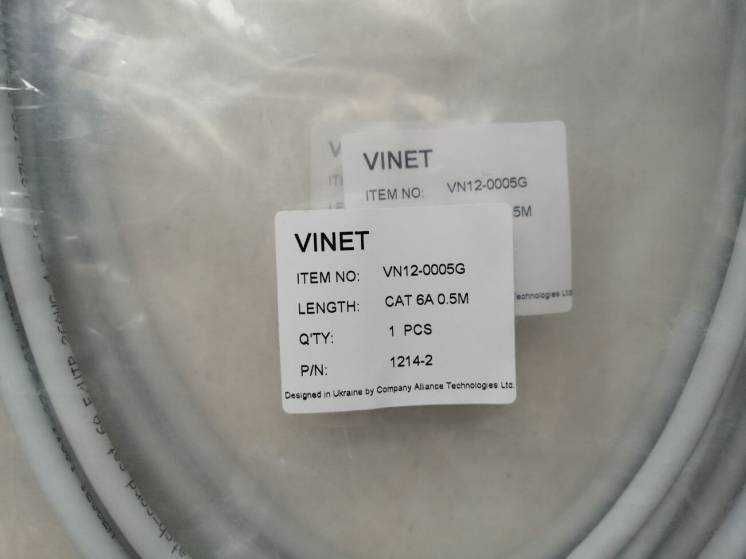 VINET
ITEM NO: VN12-0005G
5M
echnologies Ltd
VINET
ITEM NO: VN12-0005G
LENGTH: CAT 6A 0.5M
Q'TY: 1 PCS
P/N: 1214-2
Designed in Ukraine by Company Alliance Technologies Ltd.